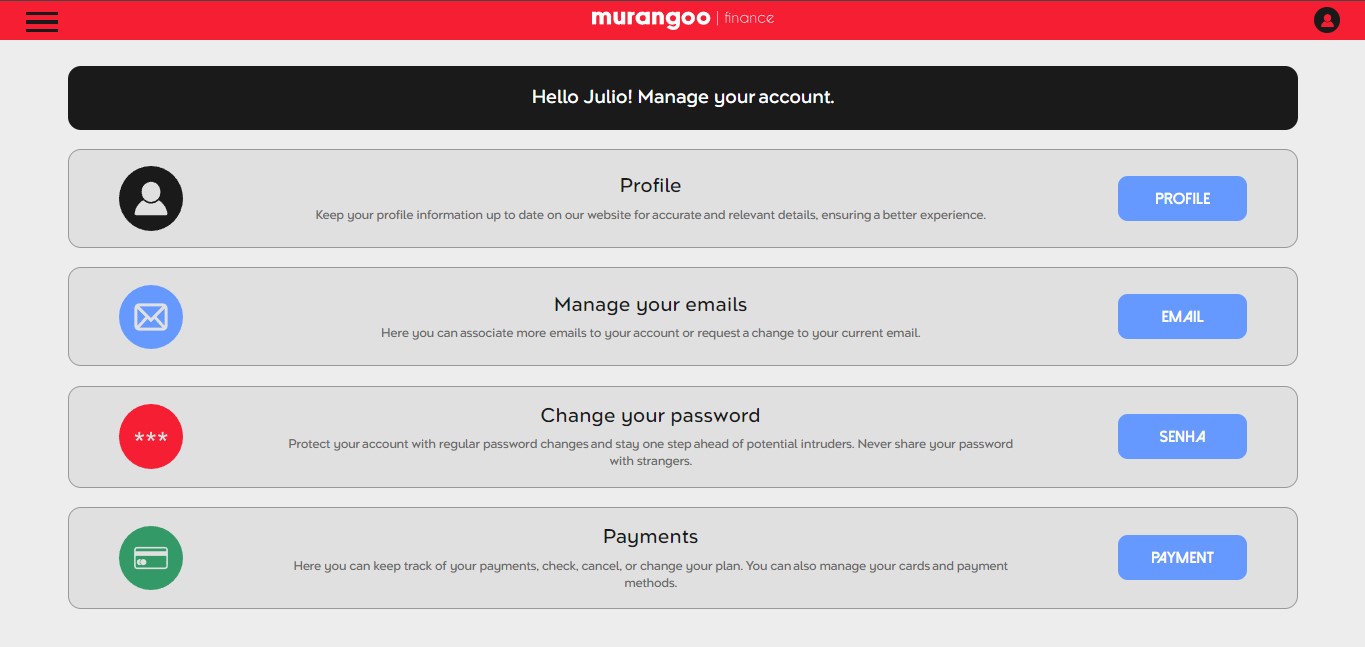 murangoo | finance
Hello Julio! Manage your account.
Profile
Keep your profile information up to date on our website for accurate and relevant details, ensuring a better experience.
PROFILE
Manage your emails
Here you can associate more emails to your account or request a change to your current email.
EMAIL
***
Change your password
Protect your account with regular password changes and stay one step ahead of potential intruders. Never share your password
with strangers.
SENHA
Payments
Here you can keep track of your payments, check, cancel, or change your plan. You can also manage your cards and payment
methods.
PAYMENT